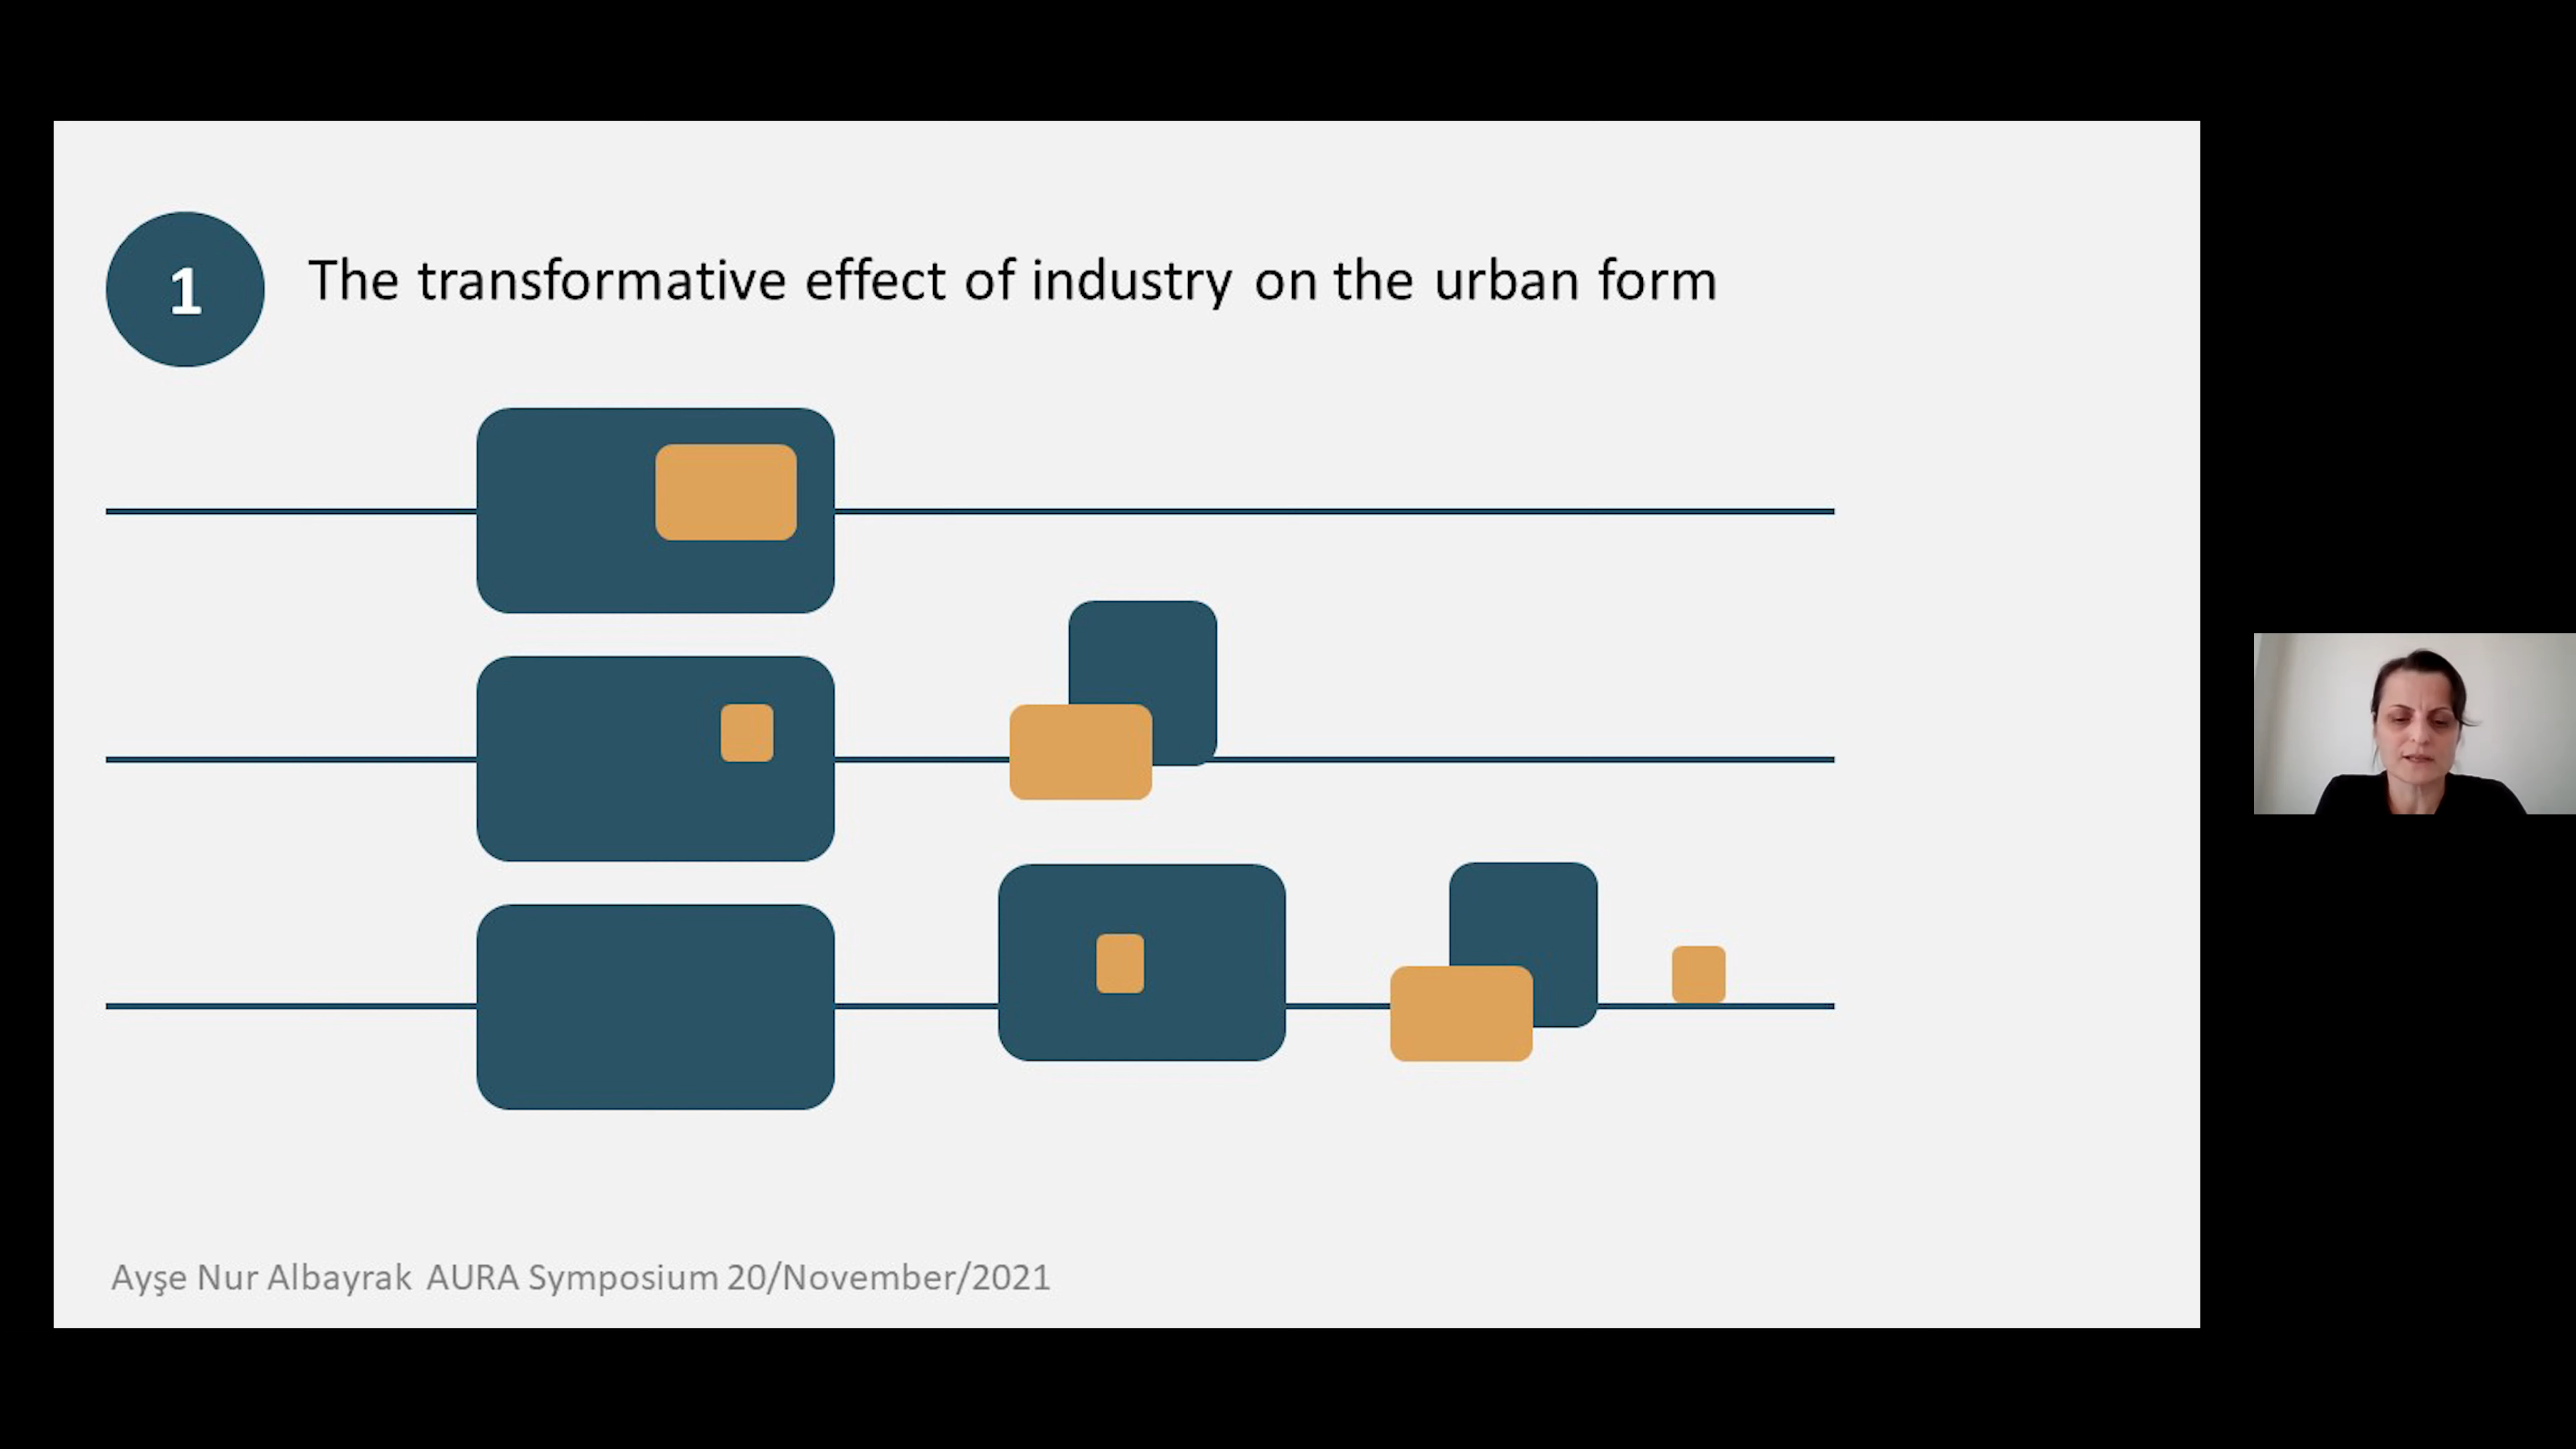 1
The transformative effect of industry on the urban form
Ayşe Nur Albayrak AURA Symposium 20/November/2021